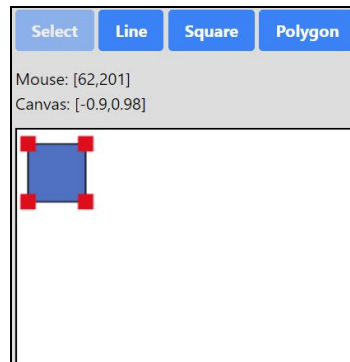 Select Line Square Polygon
Mouse: [62,201]
Canvas: [-0.9,0.98]